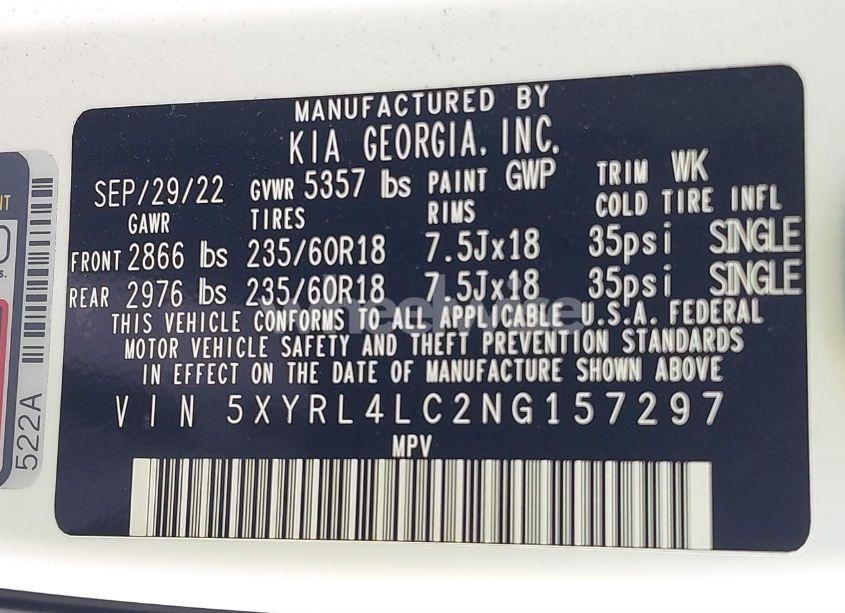 MANUFACTURED BY
KIA GEORGIA, INC.
SEP/29/22 GVWR 5357 lbs PAINT GWP TRIM WK
GAWR TIRES RIMS COLD TIRE INFL
FRONT 2866 lbs 235/60R18 7.5Jx18 35psi SINGLE
REAR 2976 lbs 235/60R18 7.5Jx18 35psi SINGLE
THIS VEHICLE CONFORMS TO ALL APPLICABLE U.S.A. FEDERAL
MOTOR VEHICLE SAFETY AND THEFT PREVENTION STANDARDS
IN EFFECT ON THE DATE OF MANUFACTURE SHOWN ABOVE
VIN 5XYRL4LC2NG157297
MPV
522A